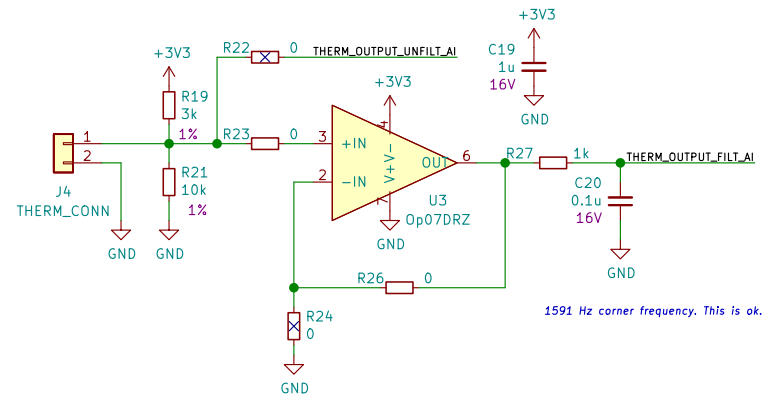 +3V3
R22
0
THERM_OUTPUT_UNFILT_AI
C19
1u
16V
GND
+3V3
R19
3k
1%
+3V3
J4
THERM_CONN
1
2
GND
R21
10k
1%
GND
R23
0
3
2
+IN
-IN
4
V+
V-
7
OUT
6
U3
Op07DRZ
GND
R27
1k
THERM_OUTPUT_FILT_AI
C20
0.1u
16V
GND
R26
0
R24
0
GND
1591 Hz corner frequency. This is ok.